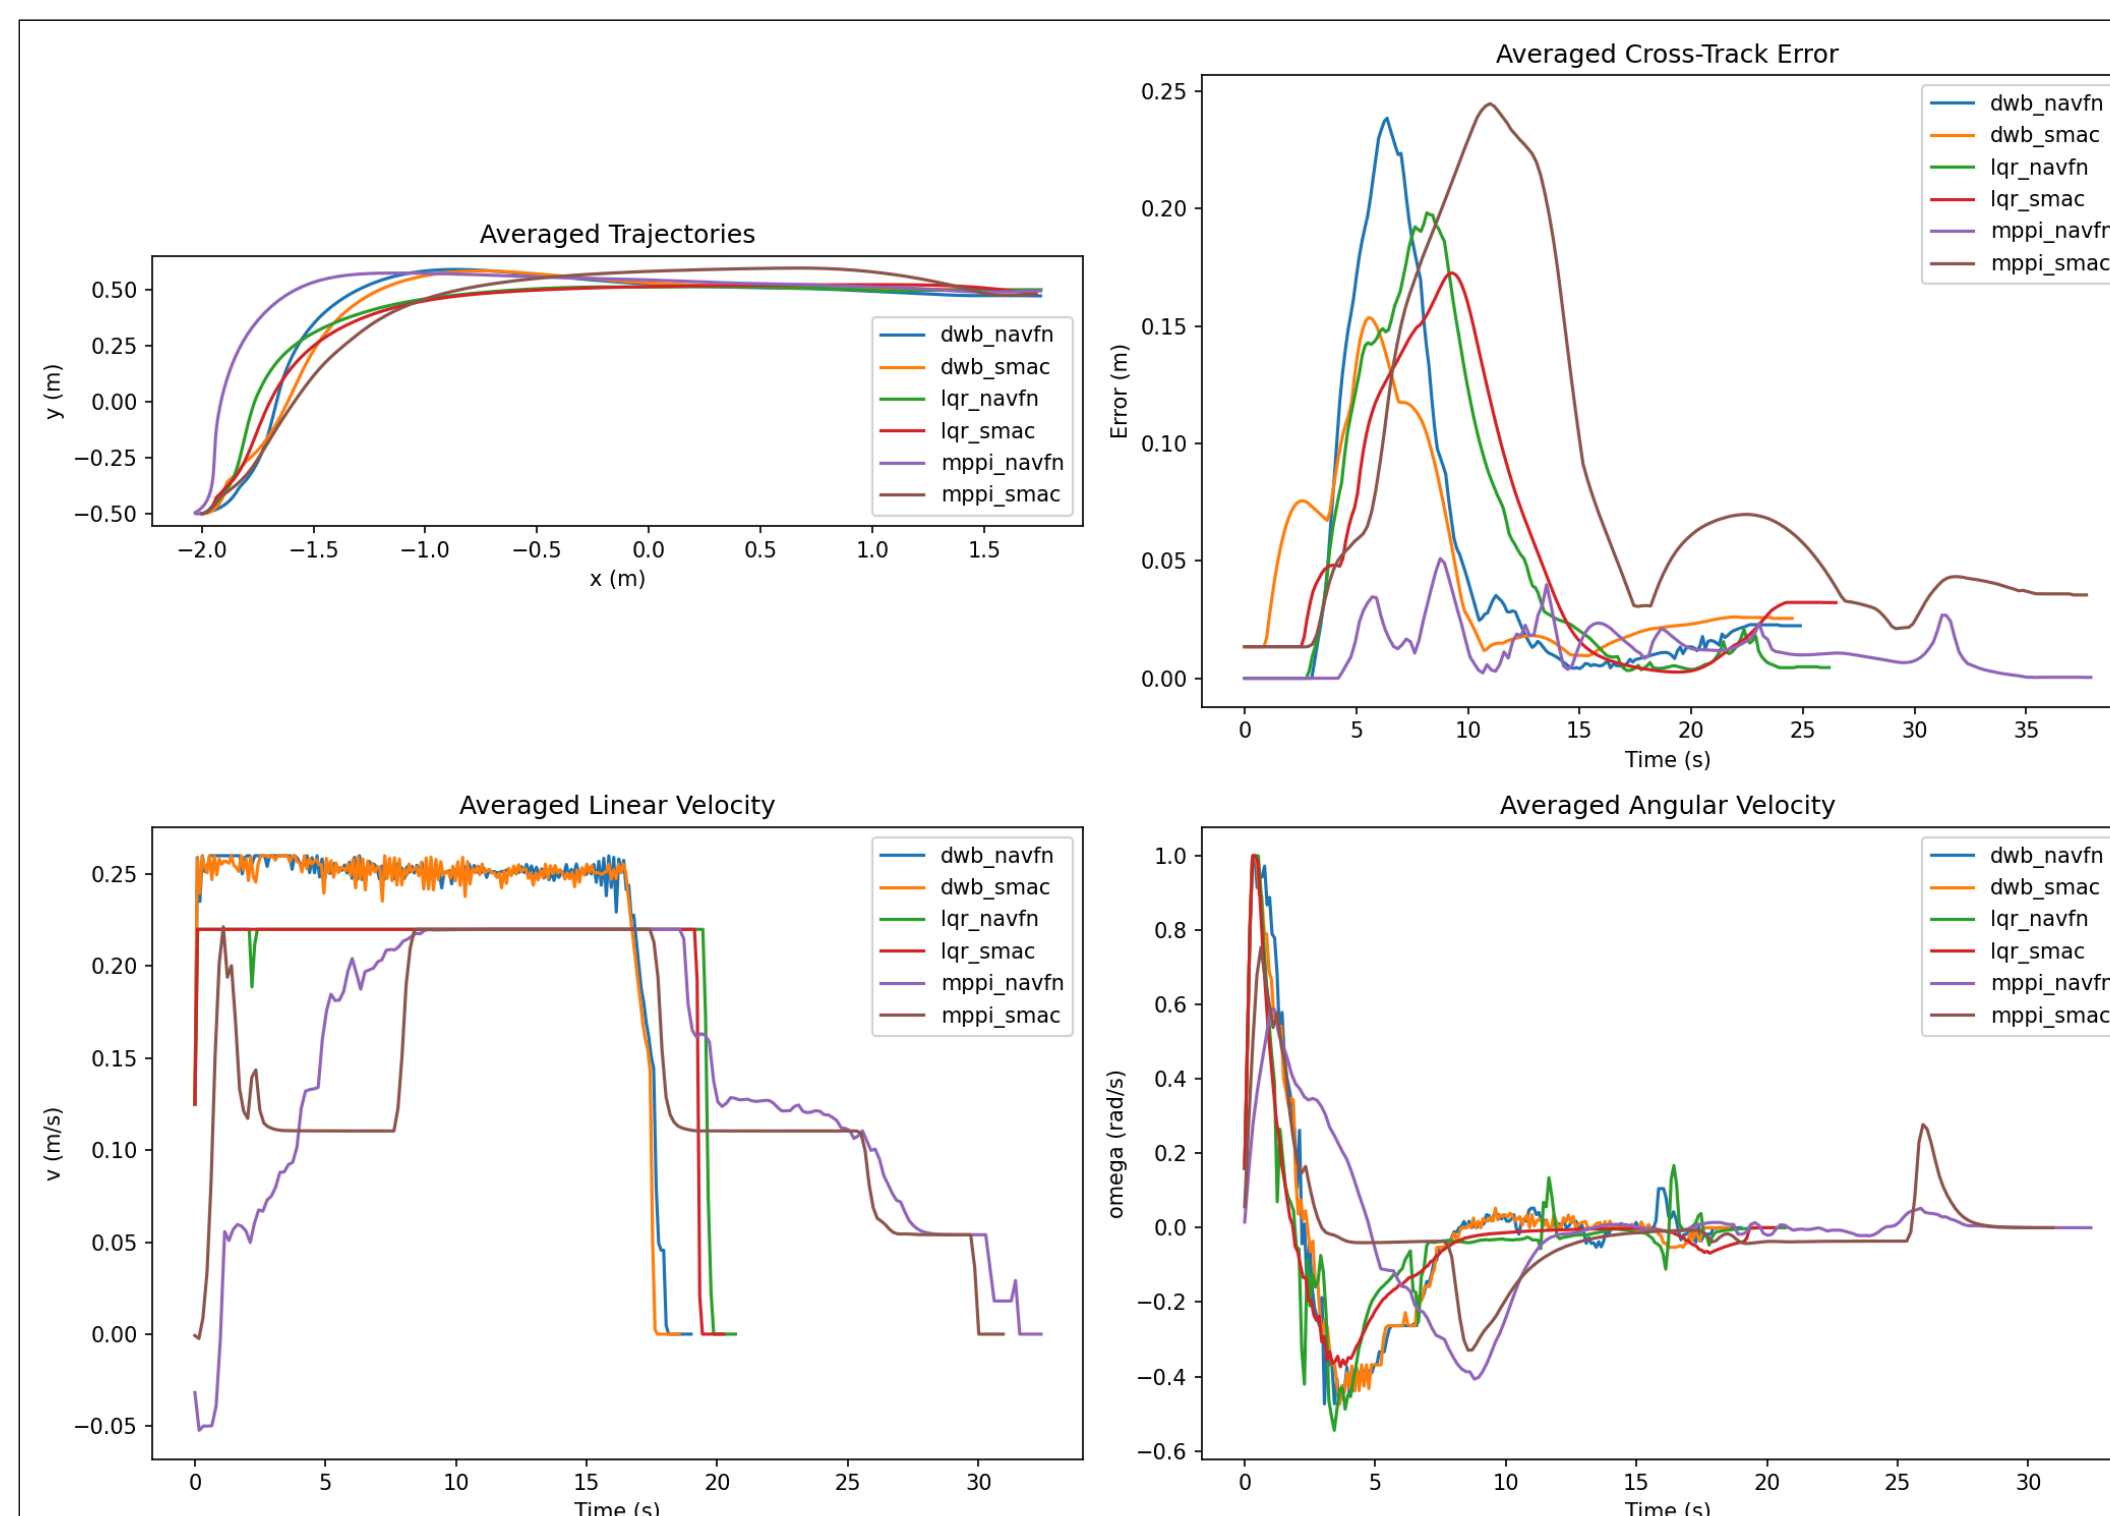 Averaged Trajectories
y (m)
0.50
0.25
0.00
−0.25
−0.50
−2.0 −1.5 −1.0 −0.5 0.0 0.5 1.0 1.5
x (m)
dwb_navfn
dwb_smac
lqr_navfn
lqr_smac
mppi_navfn
mppi_smac
Averaged Cross-Track Error
Error (m)
0.25
0.20
0.15
0.10
0.05
0.00
0 5 10 15 20 25 30 35
Time (s)
dwb_navfn
dwb_smac
lqr_navfn
lqr_smac
mppi_navfn
mppi_smac
Averaged Linear Velocity
v (m/s)
0.25
0.20
0.15
0.10
0.05
0.00
−0.05
0 5 10 15 20 25 30
Time (s)
dwb_navfn
dwb_smac
lqr_navfn
lqr_smac
mppi_navfn
mppi_smac
Averaged Angular Velocity
omega (rad/s)
1.0
0.8
0.6
0.4
0.2
0.0
−0.2
−0.4
−0.6
0 5 10 15 20 25 30
Time (s)
dwb_navfn
dwb_smac
lqr_navfn
lqr_smac
mppi_navfn
mppi_smac